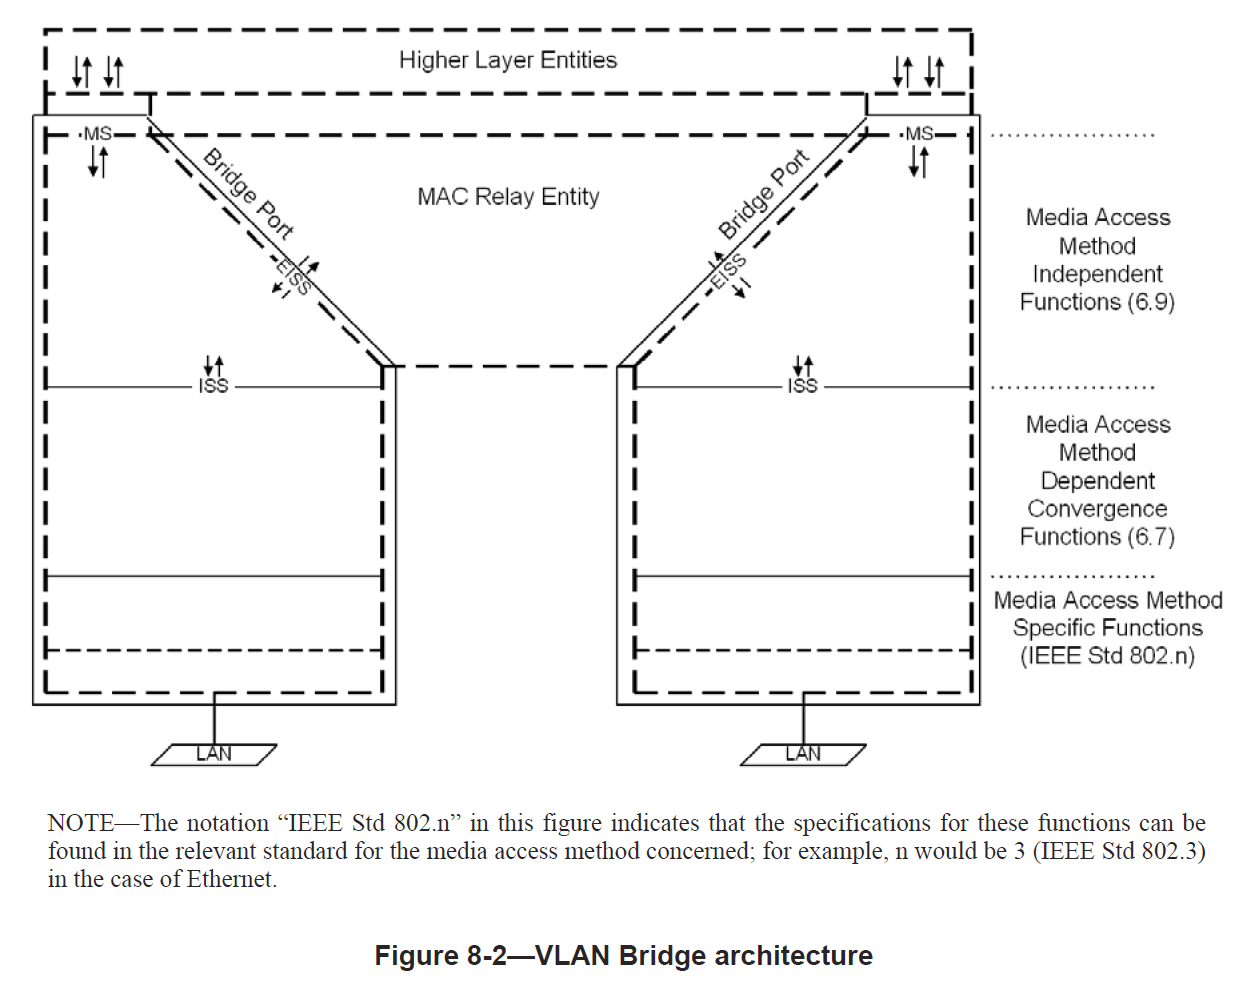 Higher Layer Entities
MS
MS
Bridge Port
MAC Relay Entity
Bridge Port
EISS
EISS
Media Access
Method
Independent
Functions (6.9)
ISS
ISS
Media Access
Method
Dependent
Convergence
Functions (6.7)
Media Access Method
Specific Functions
(IEEE Std 802.n)
LAN
LAN
NOTE—The notation “IEEE Std 802.n” in this figure indicates that the specifications for these functions can be
found in the relevant standard for the media access method concerned; for example, n would be 3 (IEEE Std 802.3)
in the case of Ethernet.
Figure 8-2—VLAN Bridge architecture